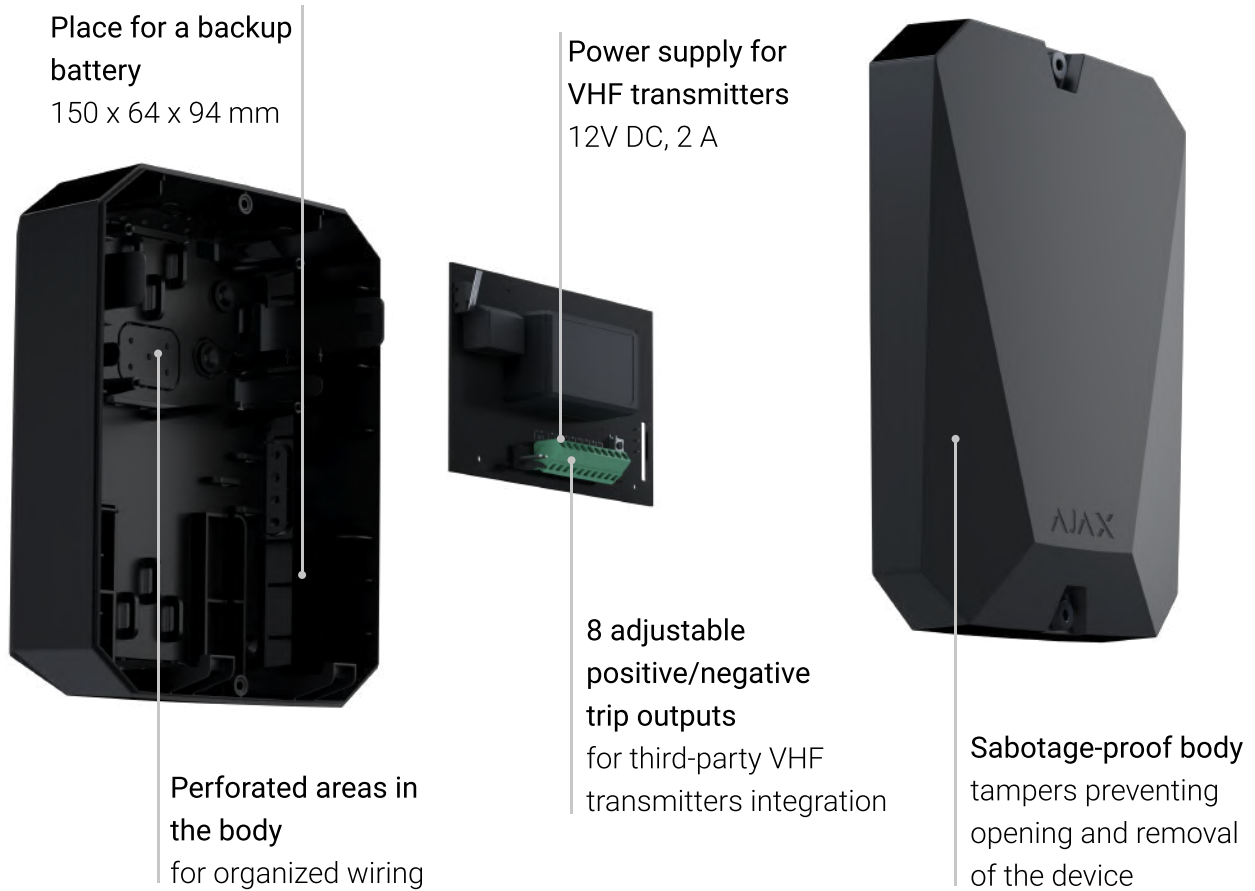 Place for a backup
battery
150 x 64 x 94 mm
Power supply for
VHF transmitters
12V DC, 2 A
AJAX
8 adjustable
positive/negative
trip outputs
for third-party VHF
transmitters integration
Perforated areas in
the body
for organized wiring
Sabotage-proof body
tampers preventing
opening and removal
of the device